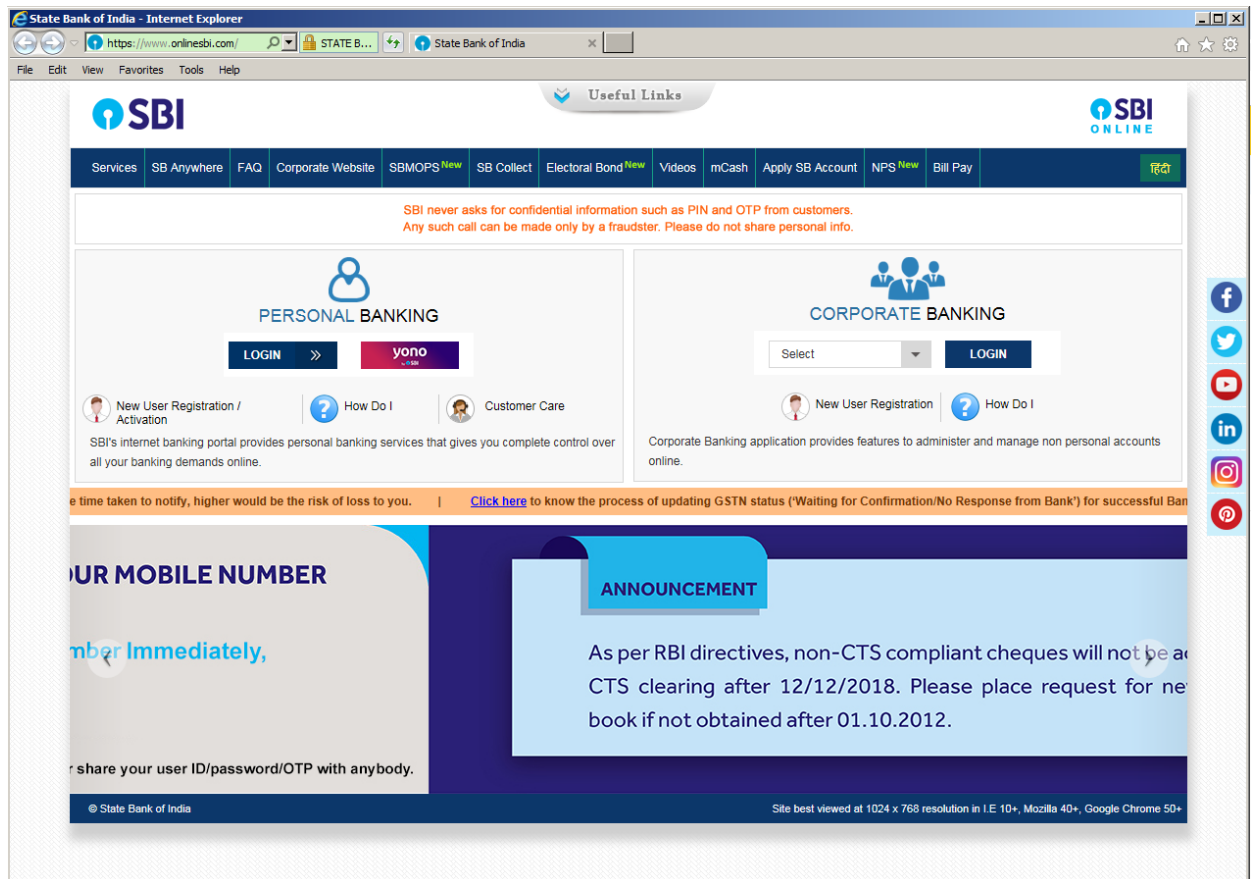 State Bank of India - Internet Explorer
https://www.onlinesbi.com/ STATE B... State Bank of India
File Edit View Favorites Tools Help
Useful Links
SBI
SBI
ONLINE
Services SB Anywhere FAQ Corporate Website SBMOPS New SB Collect Electoral Bond New Videos mCash Apply SB Account NPS New Bill Pay हिंदी
SBI never asks for confidential information such as PIN and OTP from customers.
Any such call can be made only by a fraudster. Please do not share personal info.
PERSONAL BANKING
LOGIN »
yono
by SBI
New User Registration /
Activation
How Do I
Customer Care
SBI's internet banking portal provides personal banking services that gives you complete control over
all your banking demands online.
CORPORATE BANKING
Select
LOGIN
New User Registration
How Do I
Corporate Banking application provides features to administer and manage non personal accounts
online.
e time taken to notify, higher would be the risk of loss to you. | Click here to know the process of updating GSTN status ('Waiting for Confirmation/No Response from Bank') for successful Ban
OUR MOBILE NUMBER
mber Immediately,
r share your user ID/password/OTP with anybody.
ANNOUNCEMENT
As per RBI directives, non-CTS compliant cheques will not be ac
CTS clearing after 12/12/2018. Please place request for ne
book if not obtained after 01.10.2012.
© State Bank of India
Site best viewed at 1024 x 768 resolution in I.E 10+, Mozilla 40+, Google Chrome 50+